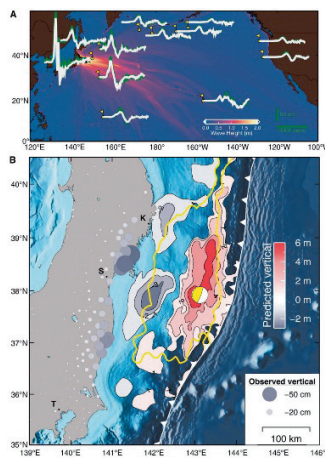 A
60°N
40°N
20°N
0°N
0.0 0.5 1.0 1.5 2.0
Wave Height (m)
120°E 140°E 160°E 180°W 160°W 140°W 120°W 100°W
B
40°N
39°N
38°N
37°N
36°N
35°N
K
S
T
6 m
4 m
2 m
0 m
−2 m
Predicted vertical
Observed vertical
−50 cm
−20 cm
100 km
139°E 140°E 141°E 142°E 143°E 144°E 145°E 146°E